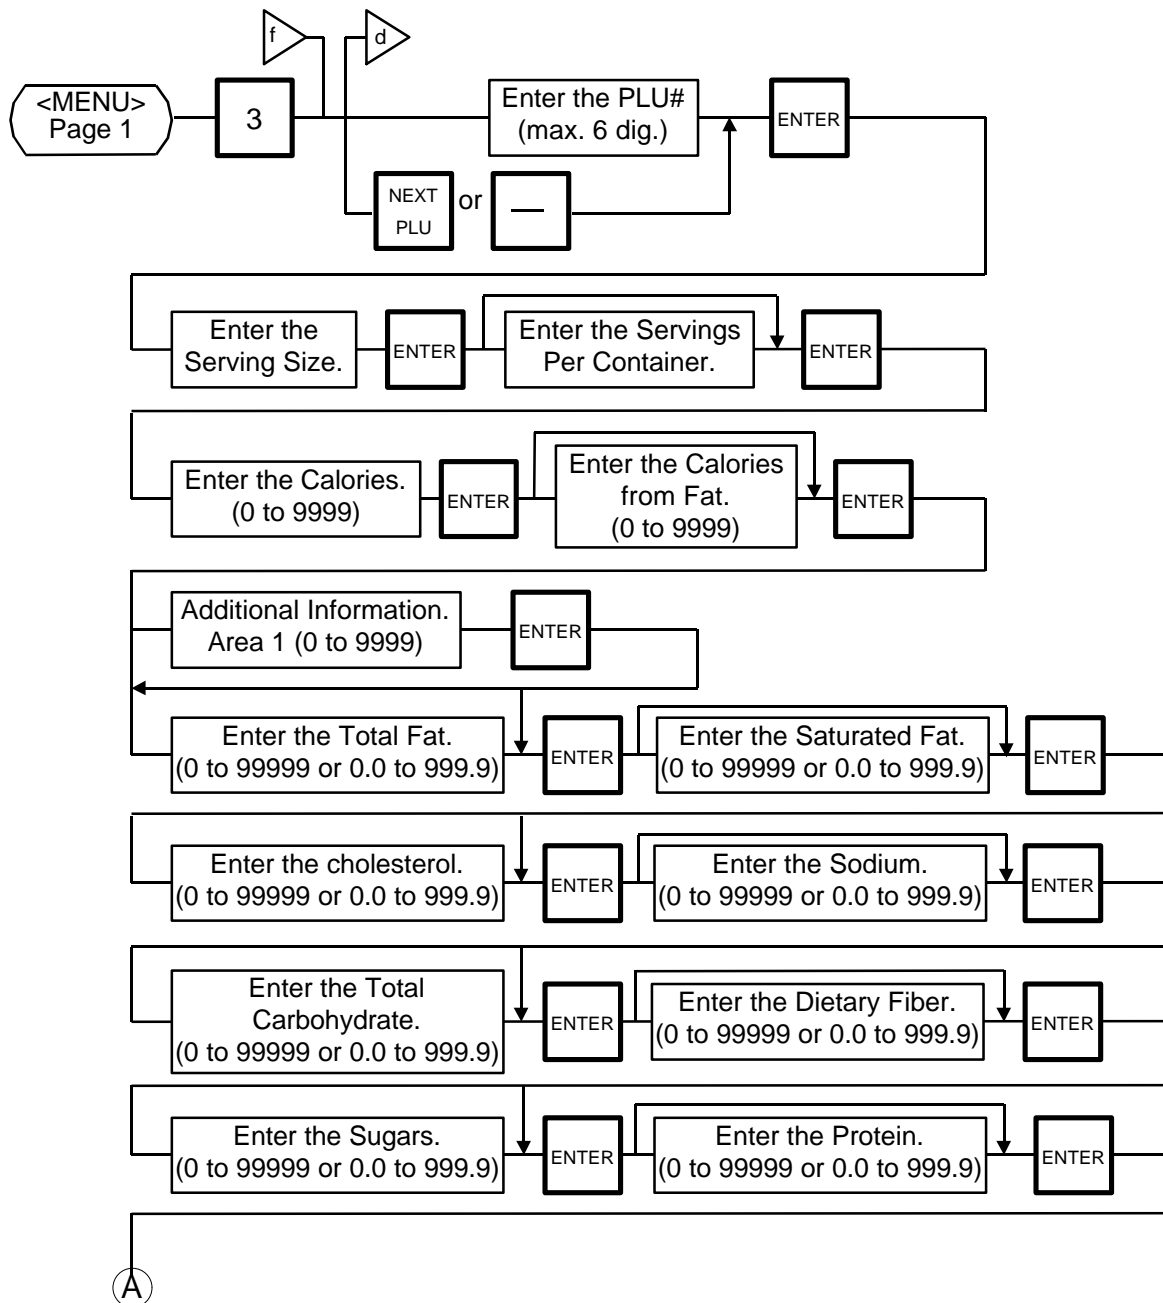 f
d
<MENU>
Page 1
3
Enter the PLU#
(max. 6 dig.)
ENTER
NEXT
PLU
or
—
Enter the
Serving Size.
ENTER
Enter the Servings
Per Container.
ENTER
Enter the Calories.
(0 to 9999)
ENTER
Enter the Calories
from Fat.
(0 to 9999)
ENTER
Additional Information.
Area 1 (0 to 9999)
ENTER
Enter the Total Fat.
(0 to 99999 or 0.0 to 999.9)
ENTER
Enter the Saturated Fat.
(0 to 99999 or 0.0 to 999.9)
ENTER
Enter the cholesterol.
(0 to 99999 or 0.0 to 999.9)
ENTER
Enter the Sodium.
(0 to 99999 or 0.0 to 999.9)
ENTER
Enter the Total
Carbohydrate.
(0 to 99999 or 0.0 to 999.9)
ENTER
Enter the Dietary Fiber.
(0 to 99999 or 0.0 to 999.9)
ENTER
Enter the Sugars.
(0 to 99999 or 0.0 to 999.9)
ENTER
Enter the Protein.
(0 to 99999 or 0.0 to 999.9)
ENTER
A